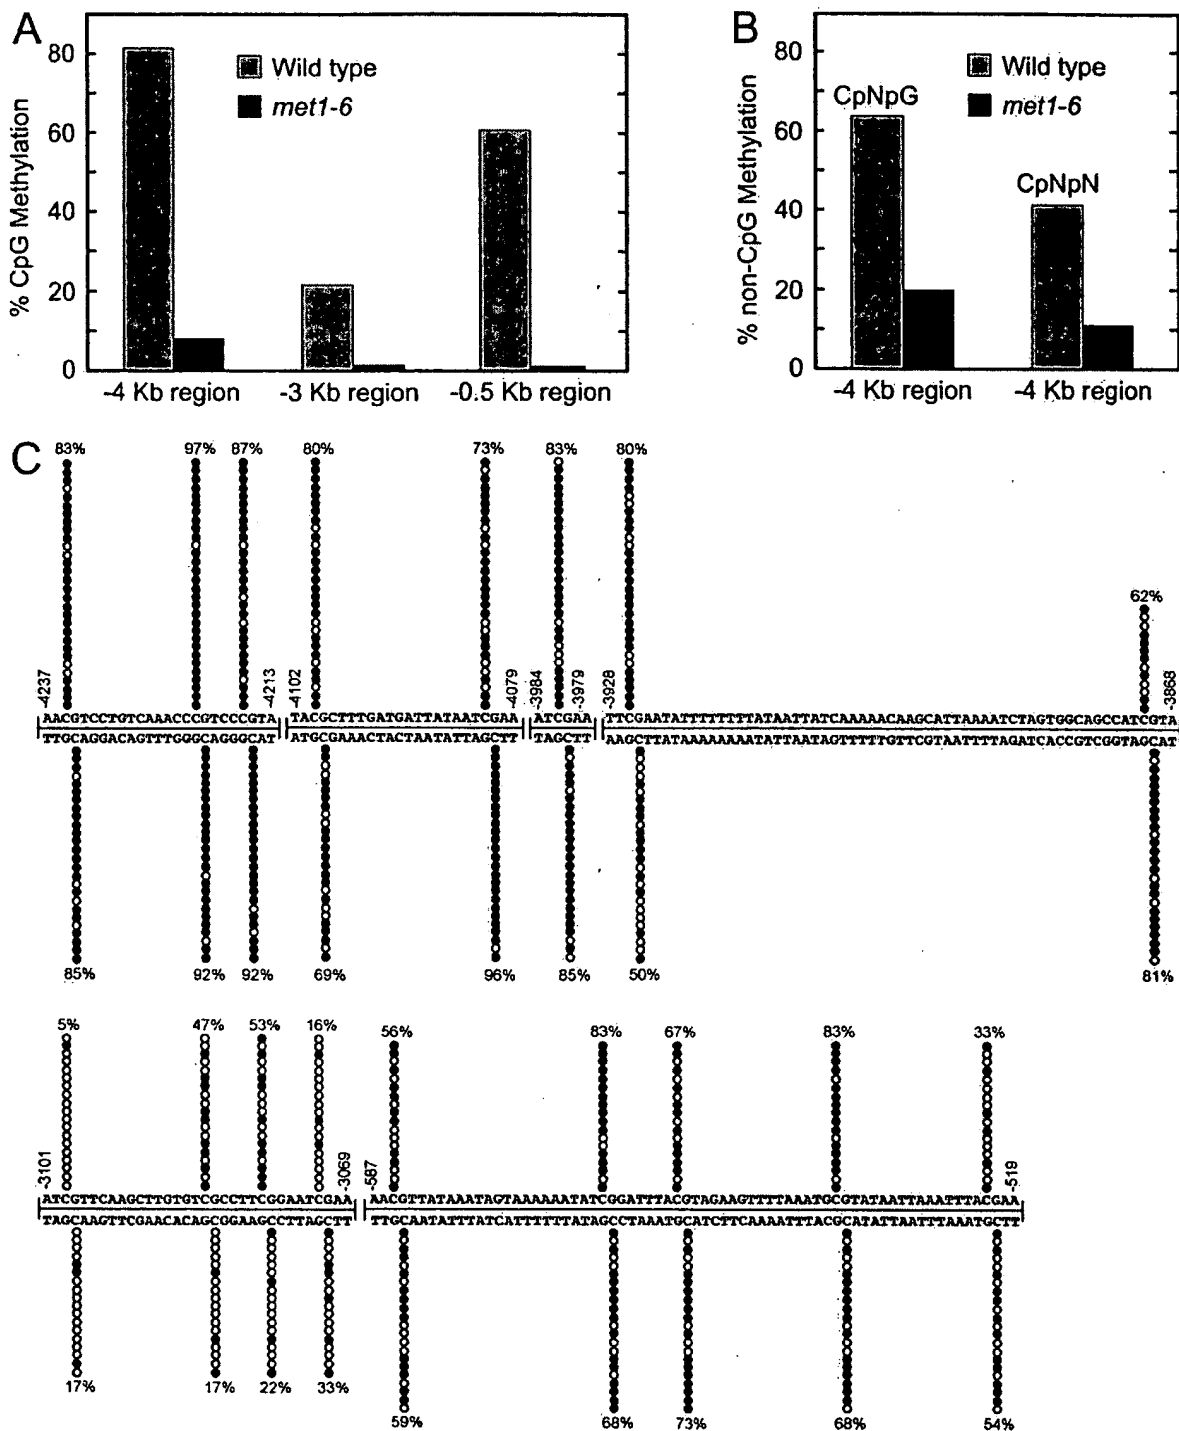 A
% CpG Methylation
80
60
40
20
0
Wild type
met1-6
-4 Kb region
-3 Kb region
-0.5 Kb region
B
% non-CpG Methylation
80
60
40
20
0
Wild type
met1-6
CpNpG
CpNpN
-4 Kb region
-4 Kb region
C
83% 97% 87% 80% 73% 83% 80% 62%
-4237 -4213 -4102 -4079 -3984 -3979 -3928 -3868
AACGTCCTGTCAAACCCGTCCCGTA TACGCTTTGATGATTATAATCGAA ATCGAA TTCGAATATTTTTTTTATAATTATCAAAAACAAGCATTAAAATCTAGTGGCAGCCATCGTA
TTGCAGGACAGTTTGGGCAGGGCAT ATGCGAAACTACTAATATTAGCTT TAGCTT AAGCTTATAAAAAAAATATTAATAGTTTTTGTTCGTAATTTTAGATCACCGTCGGTAGCAT
85% 92% 92% 69% 96% 85% 50% 81%
5% 47% 53% 16% 56% 83% 67% 83% 33%
-3101 -3069 -587 -519
ATCGTTCAAGCTTGTGTCGCCTTCGGAATCGAA AACGTTATAAATAGTAAAAAATATCGGATTTACGTAGAAGTTTTAAATGCGTATAATTAAATTTACGAA
TAGCAAGTTCGAACACAGCGGAAGCCTTAGCTT TTGCAATATTTATCATTTTTTATAGCCTAAATGCATCTTCAAAATTTACGCATATTAATTTAAATGCTT
17% 17% 22% 33% 59% 68% 73% 68% 54%